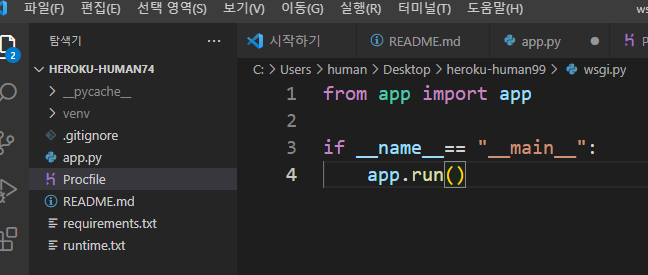 파일(F) 편집(E) 선택 영역(S) 보기(V) 이동(G) 실행(R) 터미널(T) 도움말(H) ws
탐색기 ···
시작하기 README.md app.py P
2
HEROKU-HUMAN74
C: > Users > human > Desktop > heroku-human99 > wsgi.py
__pycache__
venv
.gitignore
app.py
Procfile
README.md
requirements.txt
runtime.txt
1 from app import app
2
3 if __name__== "__main__":
4 app.run()